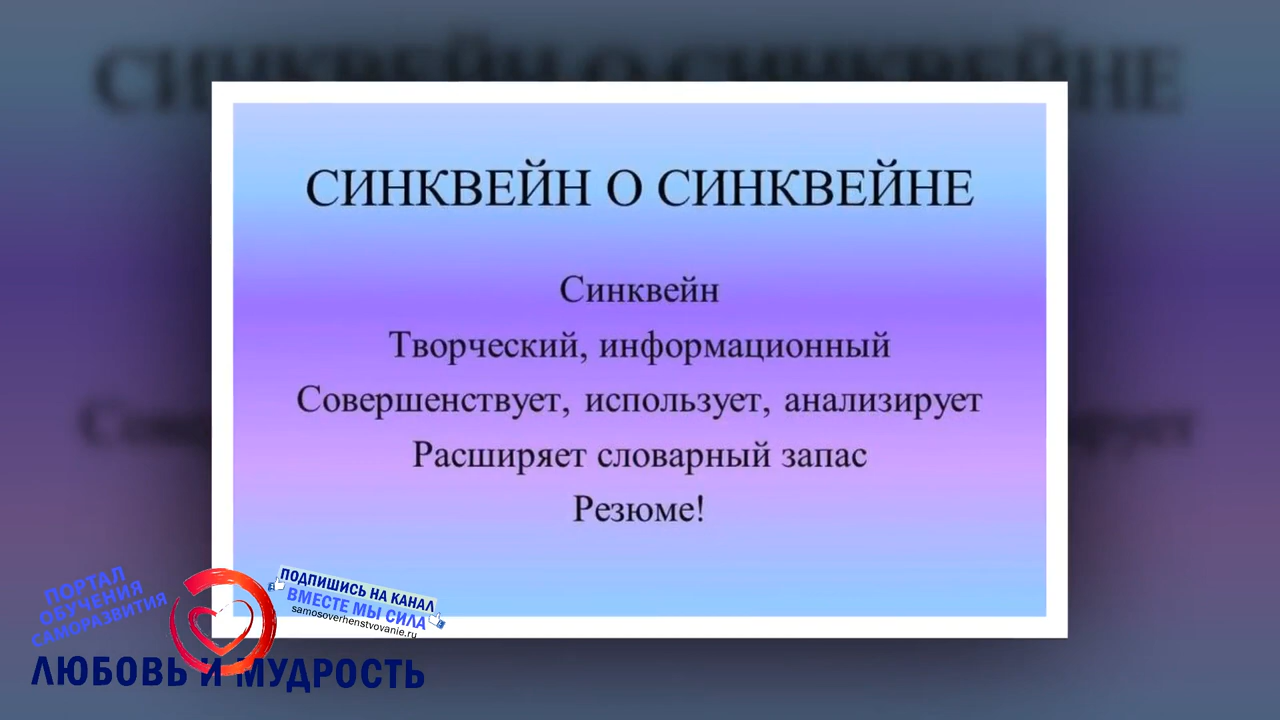 СИНКВЕЙН О СИНКВЕЙНЕ
Синквейн
Творческий, информационный
Совершенствует, использует, анализирует
Расширяет словарный запас
Резюме!
ПОРТАЛ
ОБУЧЕНИЯ
САМОРАЗВИТИЯ
ПОДПИШИСЬ НА КАНАЛ
ВМЕСТЕ МЫ СИЛА
samosoverhenstvovanie.ru
ЛЮБОВЬ И МУДРОСТЬ